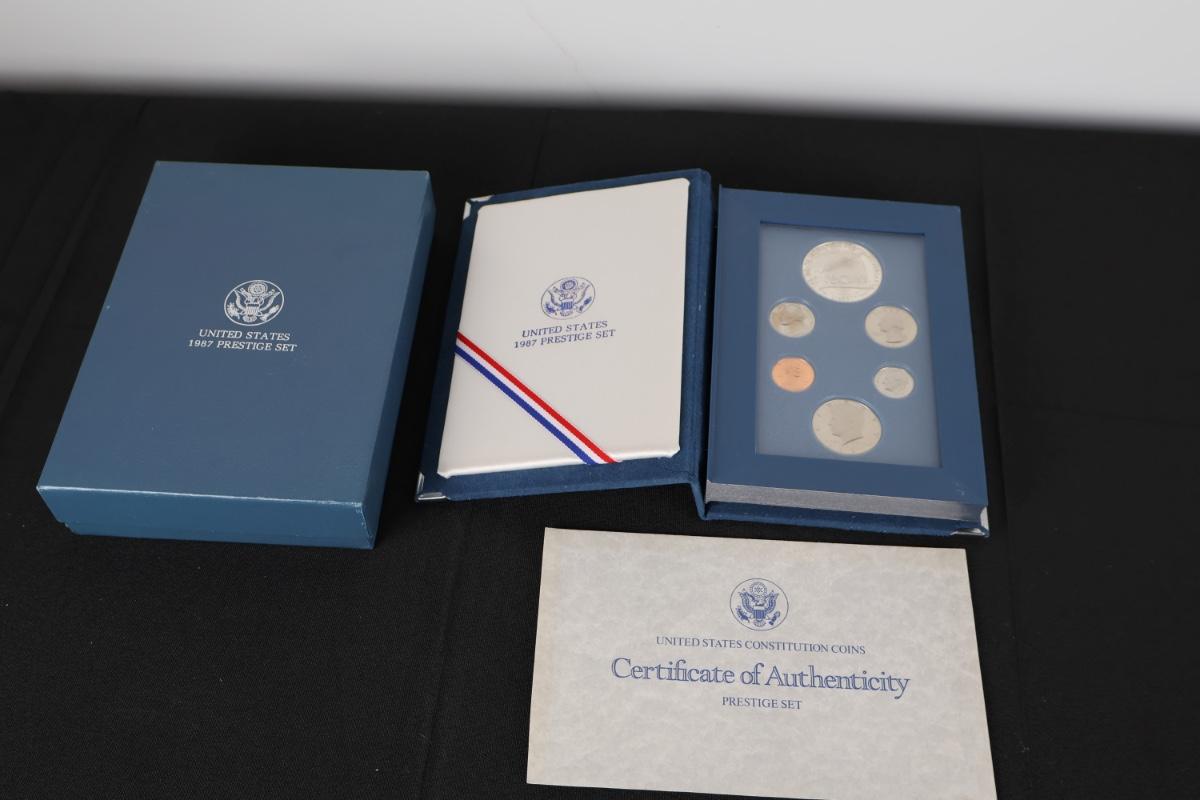 UNITED STATES
1987 PRESTIGE SET
UNITED STATES
1987 PRESTIGE SET
UNITED STATES CONSTITUTION COINS
Certificate of Authenticity
PRESTIGE SET